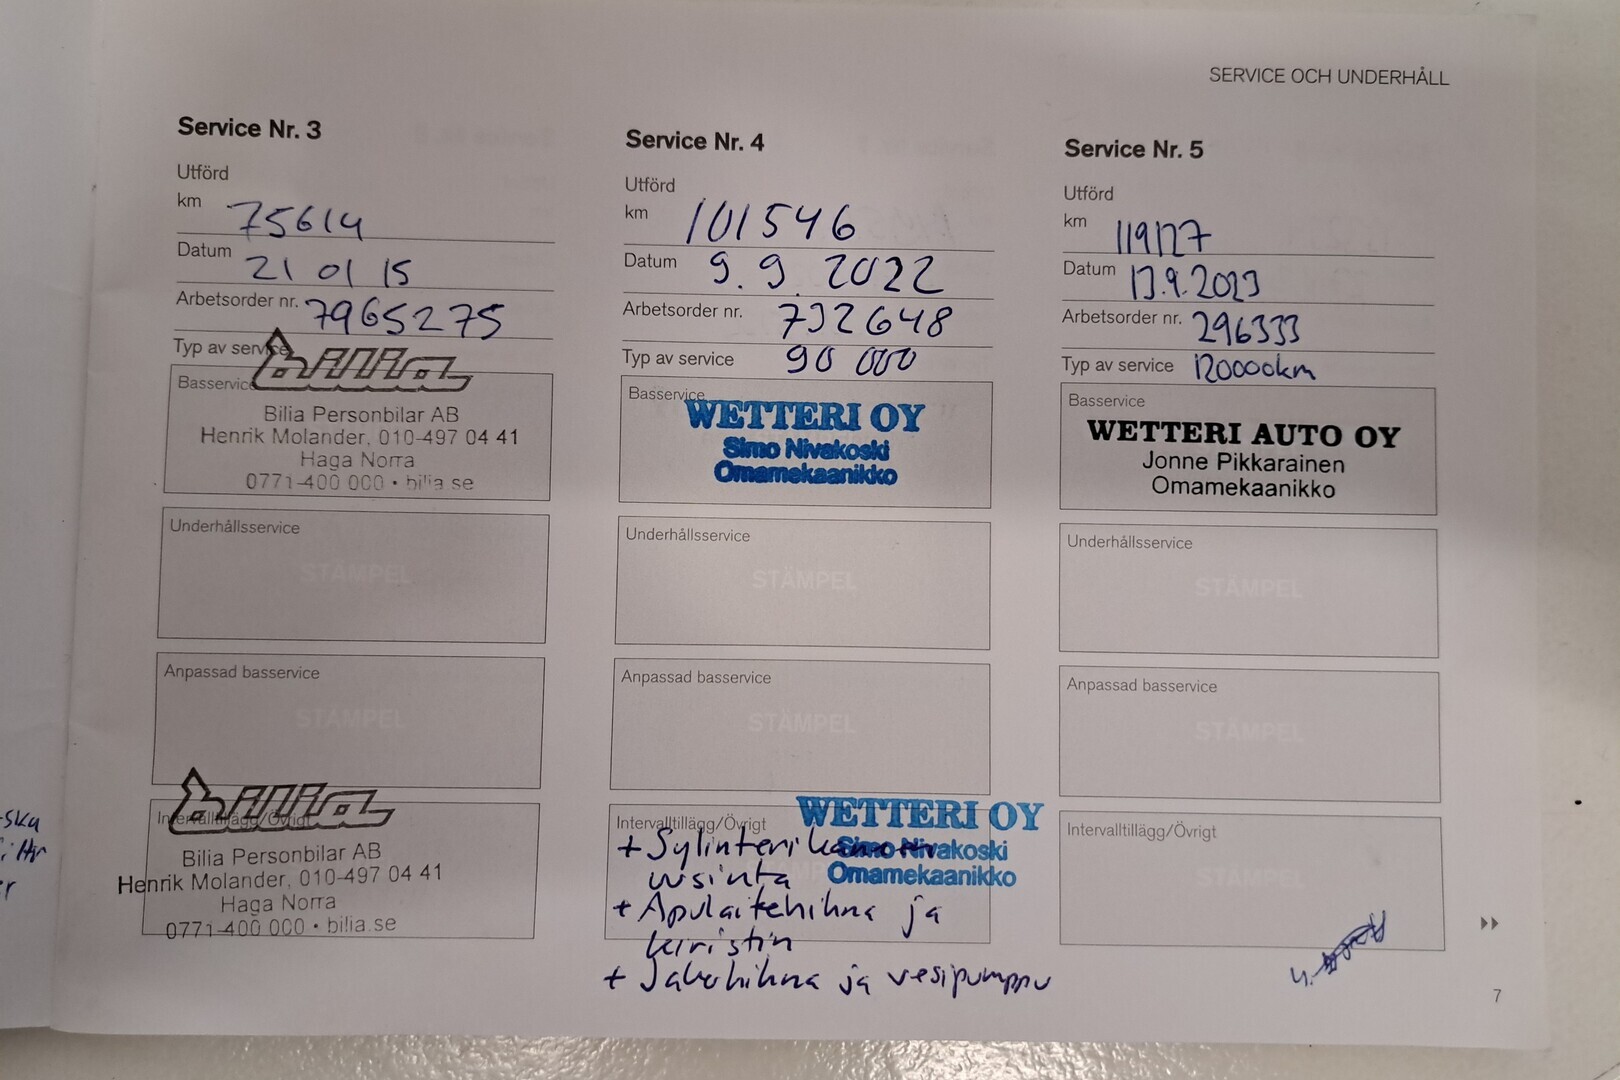 SERVICE OCH UNDERHÅLL
Service Nr. 3
Utförd
km 75614
Datum 21 01 15
Arbetsorder nr. 7965275
Typ av service
bilia
Basservice
Bilia Personbilar AB
Henrik Molander, 010-497 04 41
Haga Norra
0771-400 000 • bilia.se
Underhållsservice
STÄMPEL
Anpassad basservice
STÄMPEL
bilia
Intervalltillägg/Övrigt
Bilia Personbilar AB
Henrik Molander, 010-497 04 41
Haga Norra
0771-400 000 • bilia.se
Service Nr. 4
Utförd
km 101546
Datum 9.9.2022
Arbetsorder nr. 732648
Typ av service 90 000
Basservice
WETTERI OY
Simo Nivakoski
Omamekaanikko
Underhållsservice
STÄMPEL
Anpassad basservice
STÄMPEL
WETTERI OY
Intervalltillägg/Övrigt
Simo Nivakoski
Omamekaanikko
+ Sylinterikannen
uusinta
+ Apulaitehihna ja
kiristin
+ Jakohihna ja vesipumppu
Service Nr. 5
Utförd
km 119127
Datum 13.9.2023
Arbetsorder nr. 296333
Typ av service 120000km
Basservice
WETTERI AUTO OY
Jonne Pikkarainen
Omamekaanikko
Underhållsservice
STÄMPEL
Anpassad basservice
STÄMPEL
Intervalltillägg/Övrigt
STÄMPEL
7